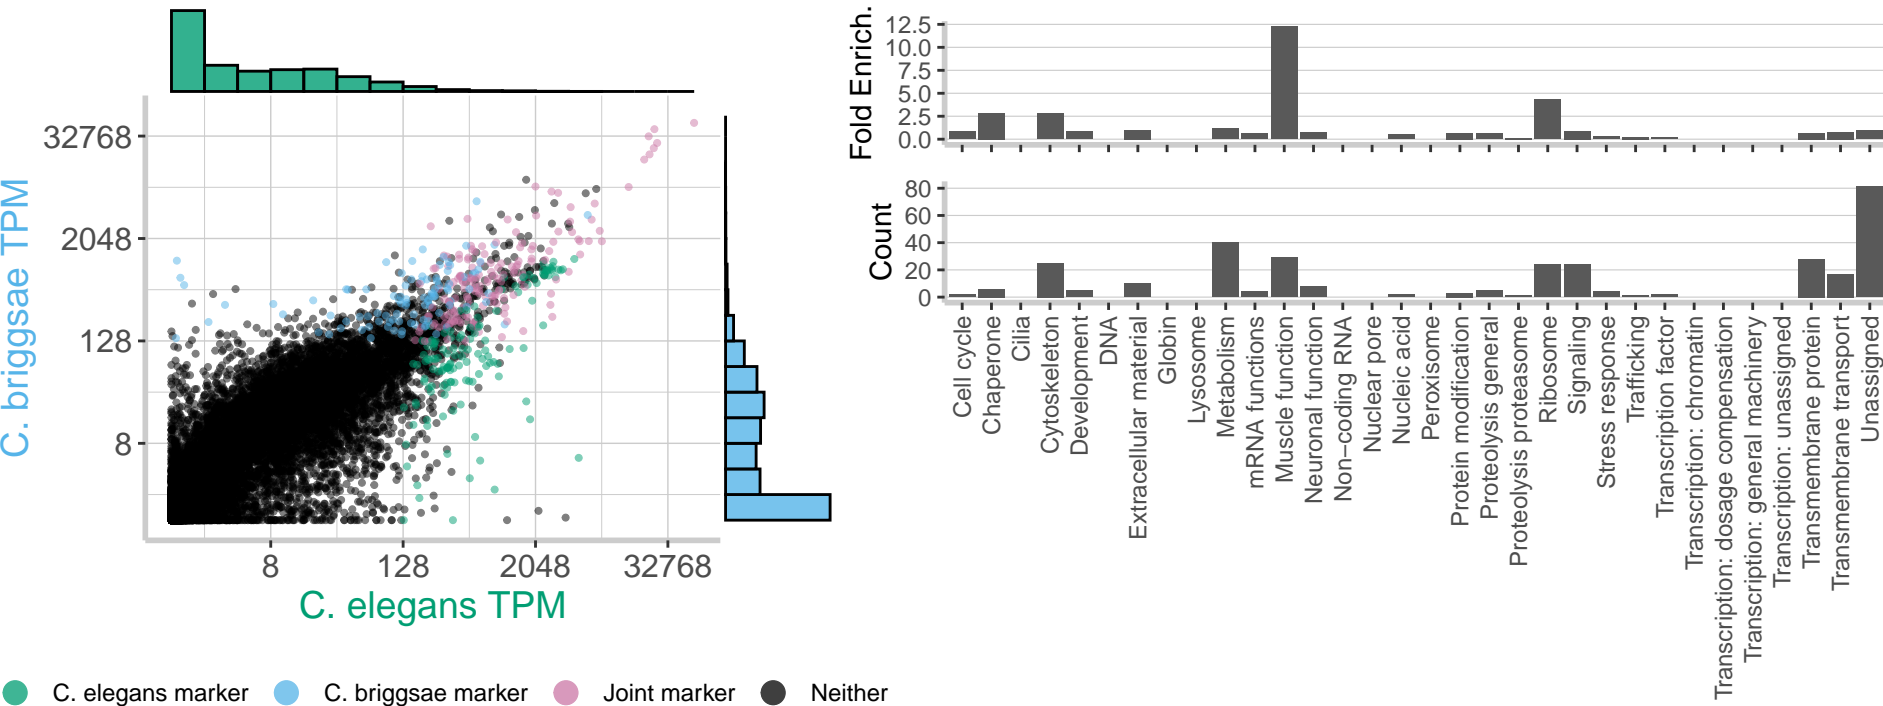 32768
2048
128
8
C. briggsae TPM
8
128
2048
32768
C. elegans TPM
C. elegans marker
C. briggsae marker
Joint marker
Neither
Fold Enrich.
12.5
10.0
7.5
5.0
2.5
0.0
Count
80
60
40
20
0
Cell cycle
Chaperone
Cilia
Cytoskeleton
Development
DNA
Extracellular material
Globin
Lysosome
Metabolism
mRNA functions
Muscle function
Neuronal function
Non−coding RNA
Nuclear pore
Nucleic acid
Peroxisome
Protein modification
Proteolysis general
Proteolysis proteasome
Ribosome
Signaling
Stress response
Trafficking
Transcription factor
Transcription: chromatin
Transcription: dosage compensation
Transcription: general machinery
Transcription: unassigned
Transmembrane protein
Transmembrane transport
Unassigned